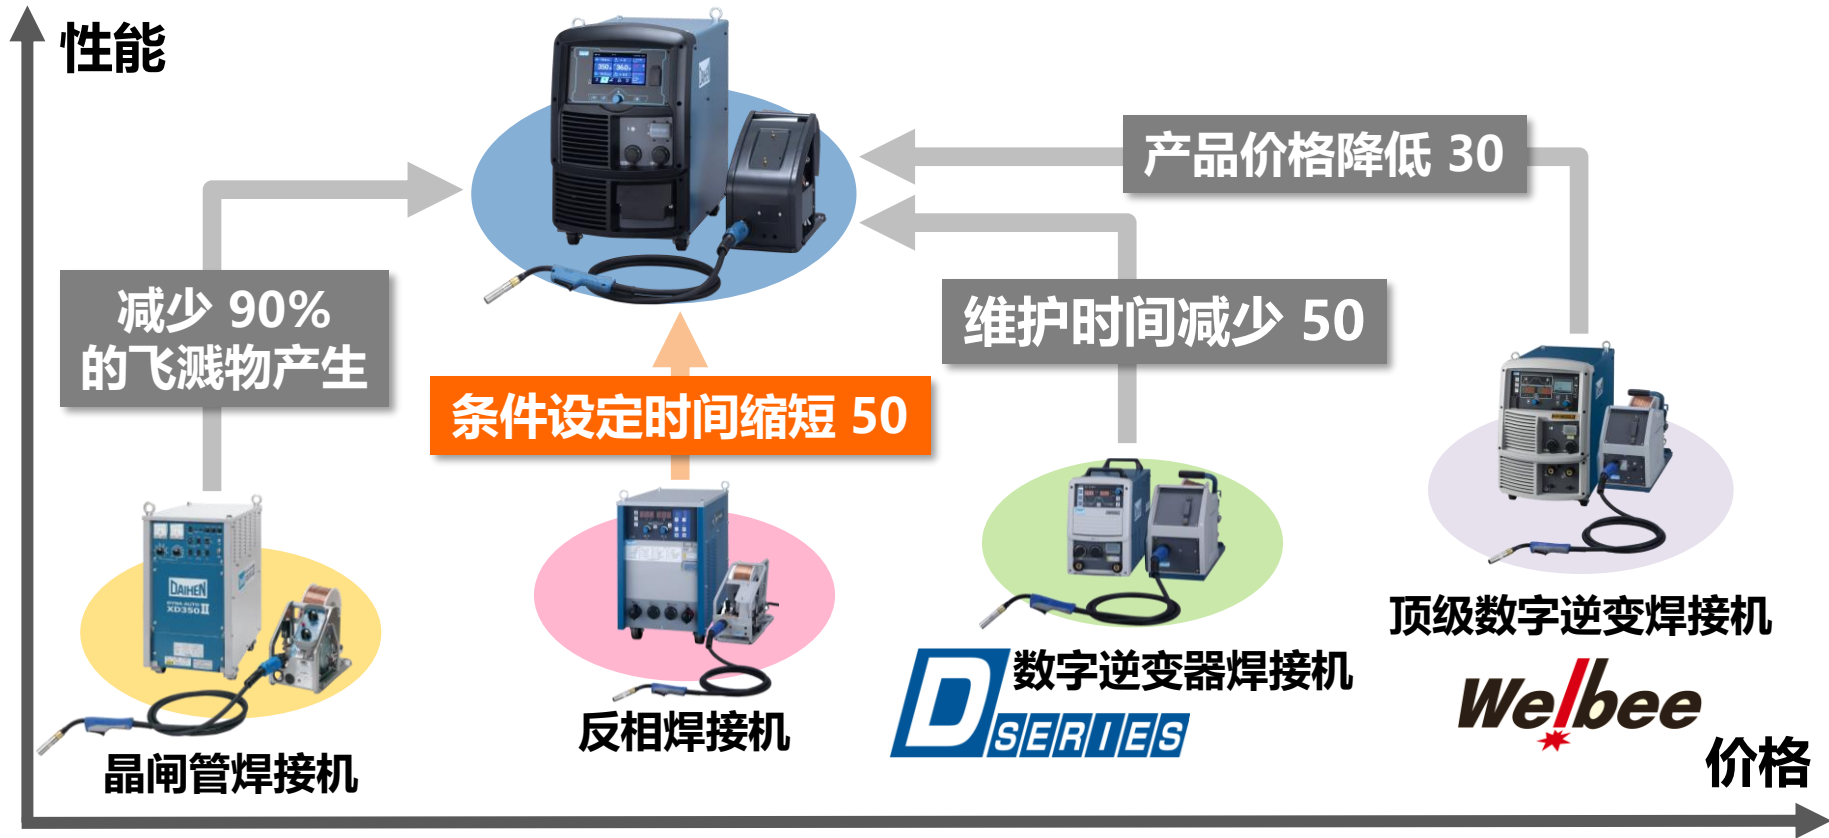 性能
产品价格降低 30
减少 90%
的飞溅物产生
维护时间减少 50
条件设定时间缩短 50
DAIHEN
DAIHEN
XD350II
顶级数字逆变焊接机
Welbee
数字逆变器焊接机
D SERIES
反相焊接机
晶闸管焊接机
价格